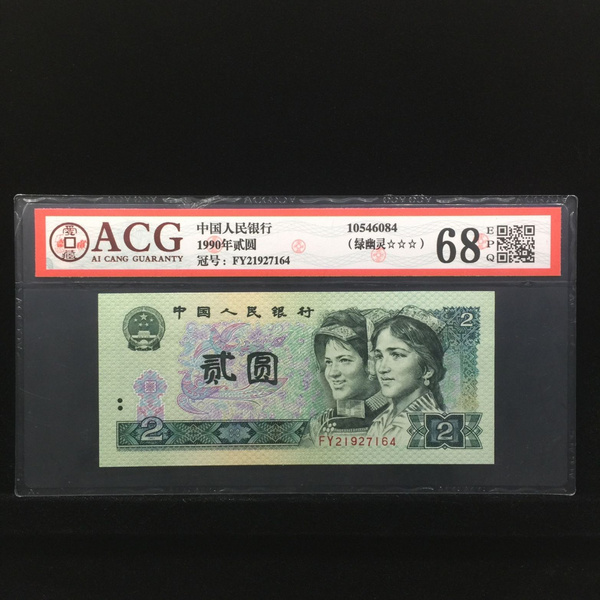 ACG
AI CANG GUARANTY
中国人民银行
1990年贰圆
冠号：FY21927164
10546084
（绿幽灵☆☆☆）
68
EPQ
中国人民银行
2
贰圆
2
FY21927164
2